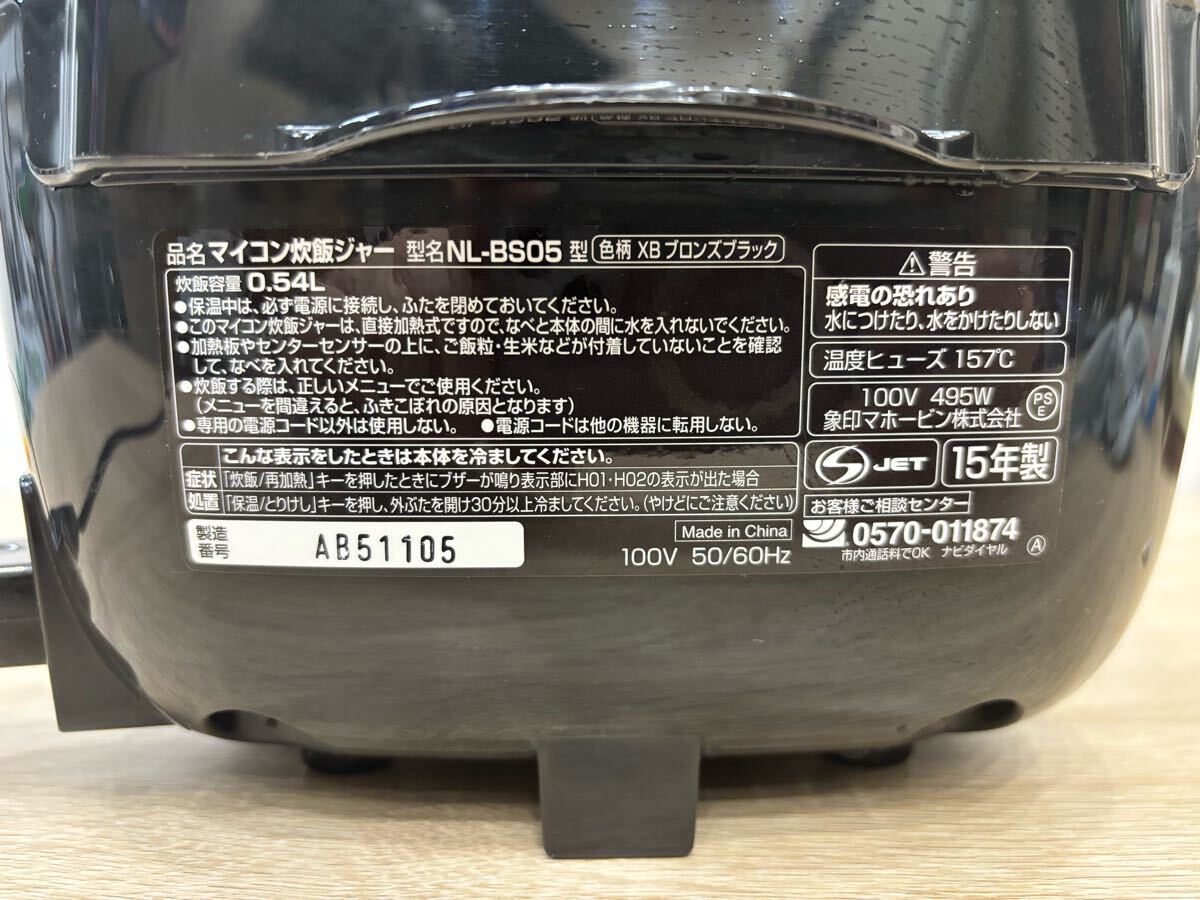 品名 マイコン炊飯ジャー 型名 NL-BS05 型 色柄 XB ブロンズブラック
炊飯容量 0.54L
●保温中は、必ず電源に接続し、ふたを閉めておいてください。
●このマイコン炊飯ジャーは、直接加熱式ですので、なべと本体の間に水を入れないでください。
●加熱板やセンターセンサーの上に、ご飯粒・生米などが付着していないことを確認
して、なべを入れてください。
●炊飯する際は、正しいメニューでご使用ください。
(メニューを間違えると、ふきこぼれの原因となります)
●専用の電源コード以外は使用しない。 ●電源コードは他の機器に転用しない。
こんな表示をしたときは本体を冷ましてください。
症状 「炊飯/再加熱」キーを押したときにブザーが鳴り表示部にH01・H02の表示が出た場合
処置 「保温/とりけし」キーを押し、外ぶたを開け30分以上冷ましてください。(やけどにご注意ください)
製造
番号
AB51105
Made in China
100V 50/60Hz
⚠警告
感電の恐れあり
水につけたり、水をかけたりしない
温度ヒューズ 157℃
100V 495W
象印マホービン株式会社
PS
E
S JET
15年製
お客様ご相談センター
0570-011874
市内通話料でOK ナビダイヤル
Ⓐ